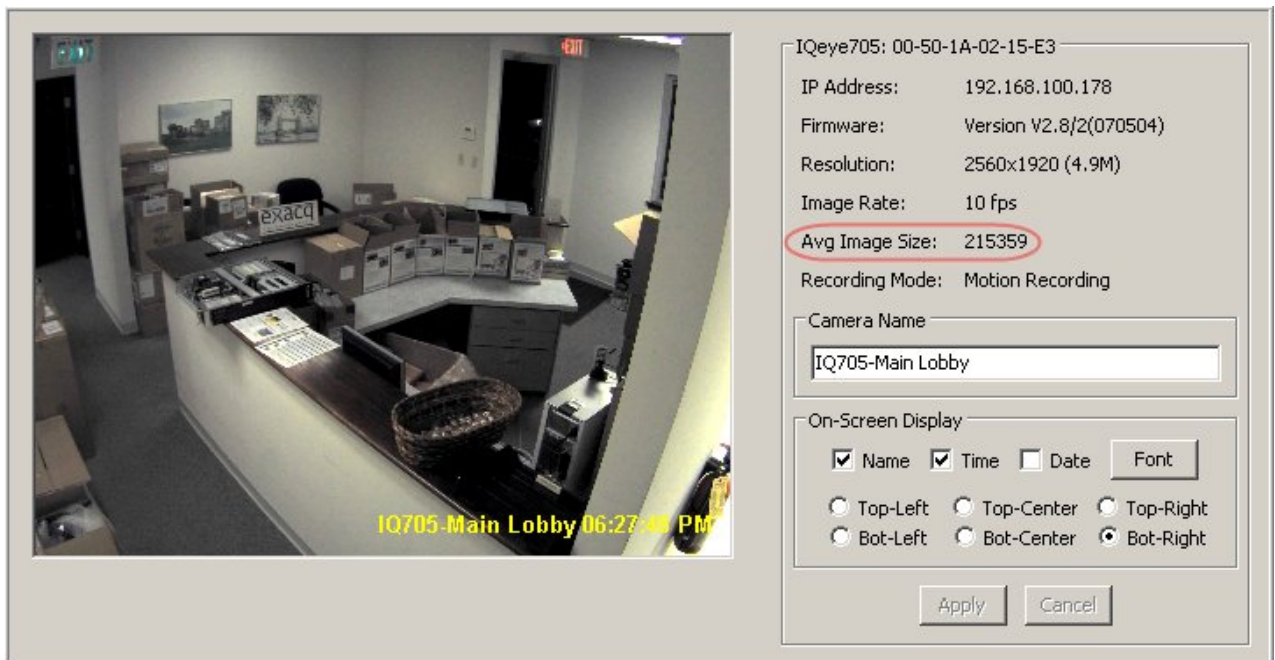 EXIT
EXIT
exacq
IQ705-Main Lobby 06:27:48 PM
IQeye705: 00-50-1A-02-15-E3
IP Address: 192.168.100.178
Firmware: Version V2.8/2(070504)
Resolution: 2560x1920 (4.9M)
Image Rate: 10 fps
Avg Image Size: 215359
Recording Mode: Motion Recording
Camera Name
IQ705-Main Lobby
On-Screen Display
Name Time Date Font
Top-Left Top-Center Top-Right
Bot-Left Bot-Center Bot-Right
Apply Cancel